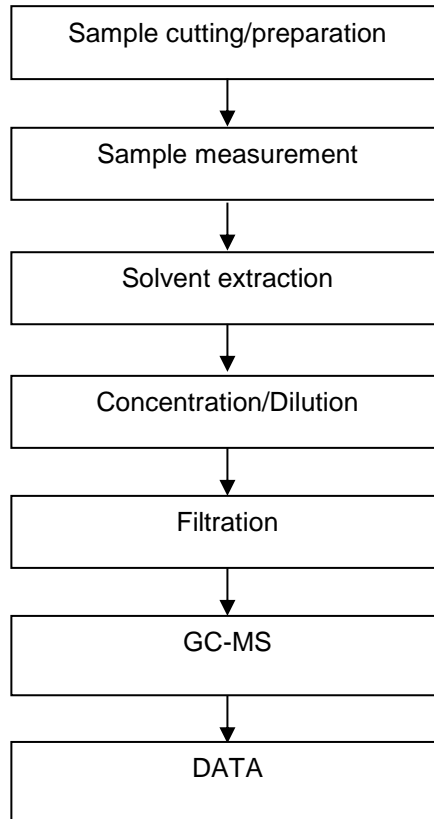 Sample cutting/preparation
Sample measurement
Solvent extraction
Concentration/Dilution
Filtration
GC-MS
DATA